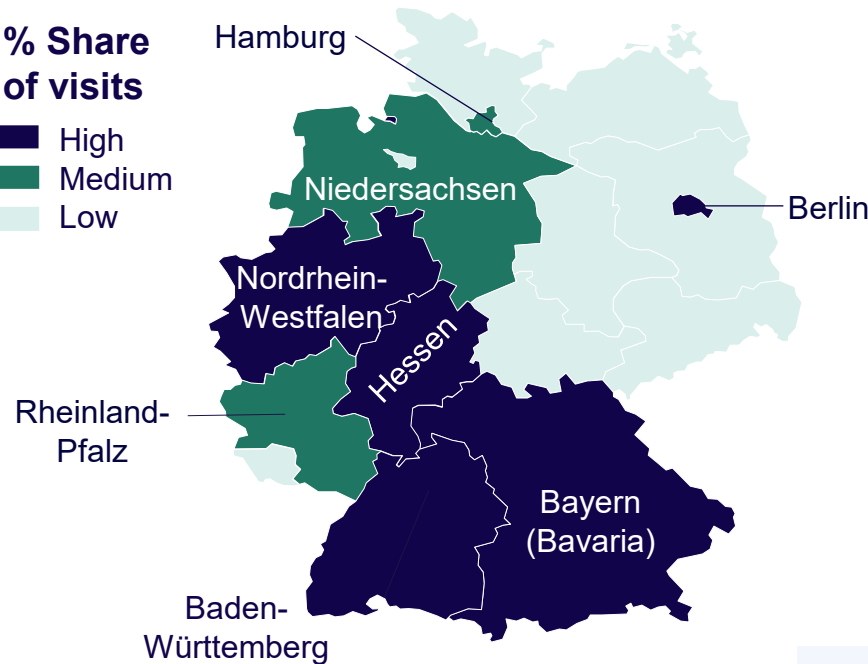 % Share
of visits
High
Medium
Low
Hamburg
Niedersachsen
Berlin
Nordrhein-
Westfalen
Hessen
Rheinland-
Pfalz
Bayern
(Bavaria)
Baden-
Württemberg